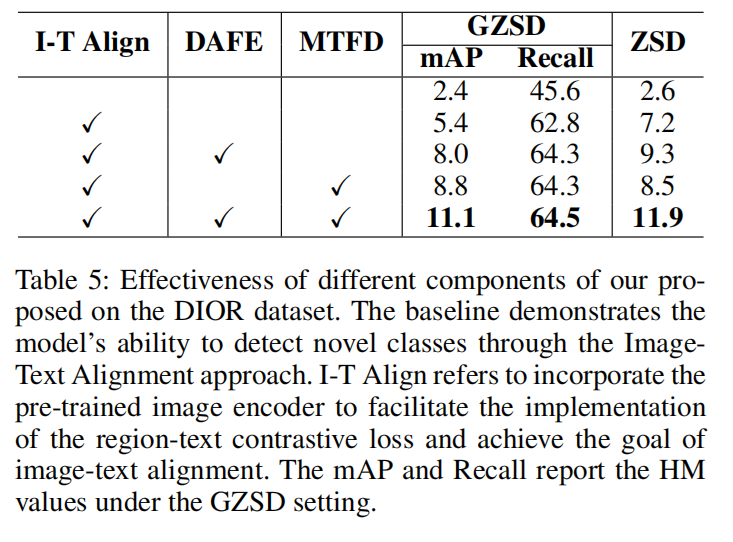 I-T Align DAFE MTFD GZSD ZSD
mAP Recall
2.4 45.6 2.6
✓ 5.4 62.8 7.2
✓ ✓ 8.0 64.3 9.3
✓ ✓ 8.8 64.3 8.5
✓ ✓ ✓ 11.1 64.5 11.9
Table 5: Effectiveness of different components of our pro-
posed on the DIOR dataset. The baseline demonstrates the
model's ability to detect novel classes through the Image-
Text Alignment approach. I-T Align refers to incorporate the
pre-trained image encoder to facilitate the implementation
of the region-text contrastive loss and achieve the goal of
image-text alignment. The mAP and Recall report the HM
values under the GZSD setting.